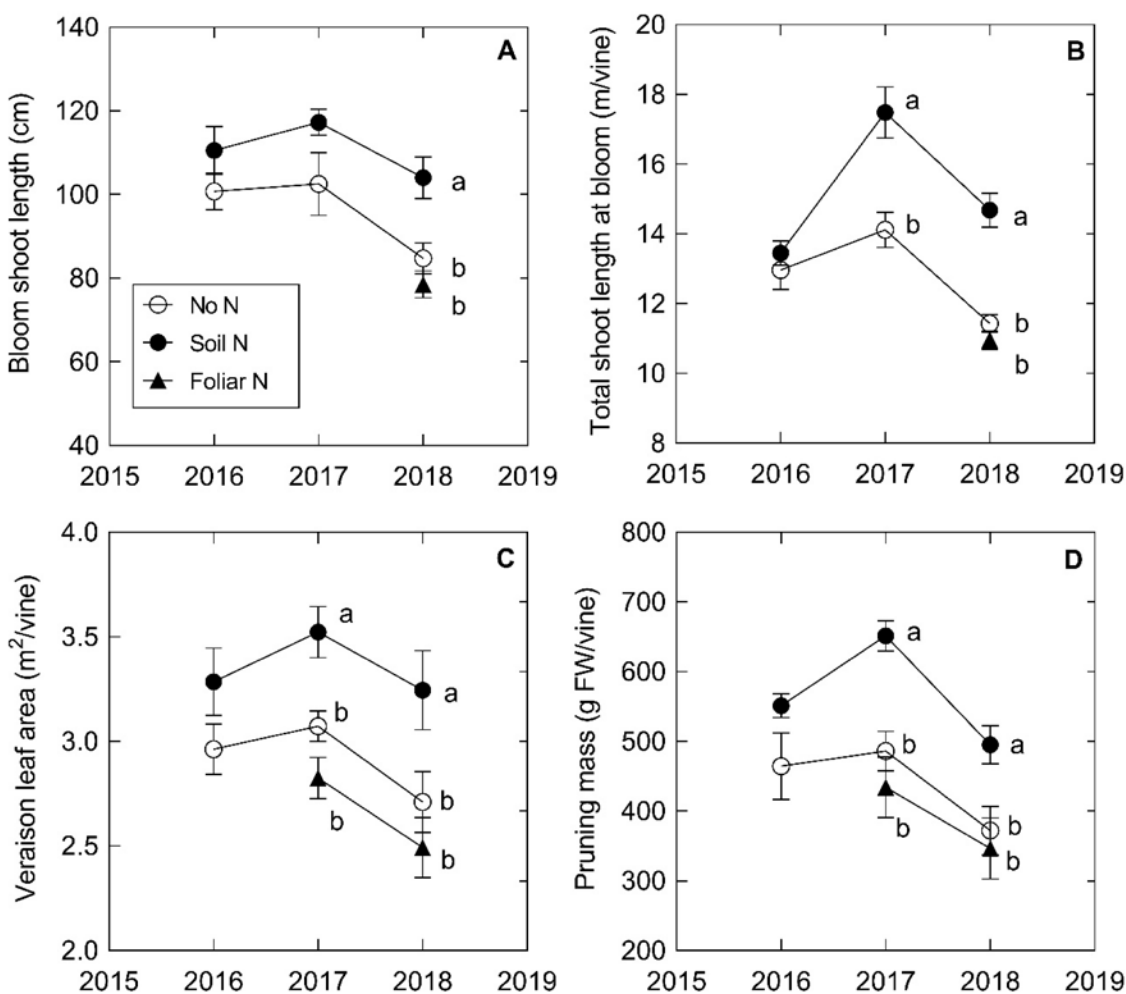 A
Bloom shoot length (cm)
140
120
100
80
60
40
a
b
b
No N
Soil N
Foliar N
2015 2016 2017 2018 2019
B
Total shoot length at bloom (m/vine)
20
18
16
14
12
10
8
a
b
a
b
b
2015 2016 2017 2018 2019
C
Veraison leaf area (m²/vine)
4.0
3.5
3.0
2.5
2.0
a
b
b
a
b
b
2015 2016 2017 2018 2019
D
Pruning mass (g FW/vine)
800
700
600
500
400
300
200
a
b
b
a
b
b
2015 2016 2017 2018 2019